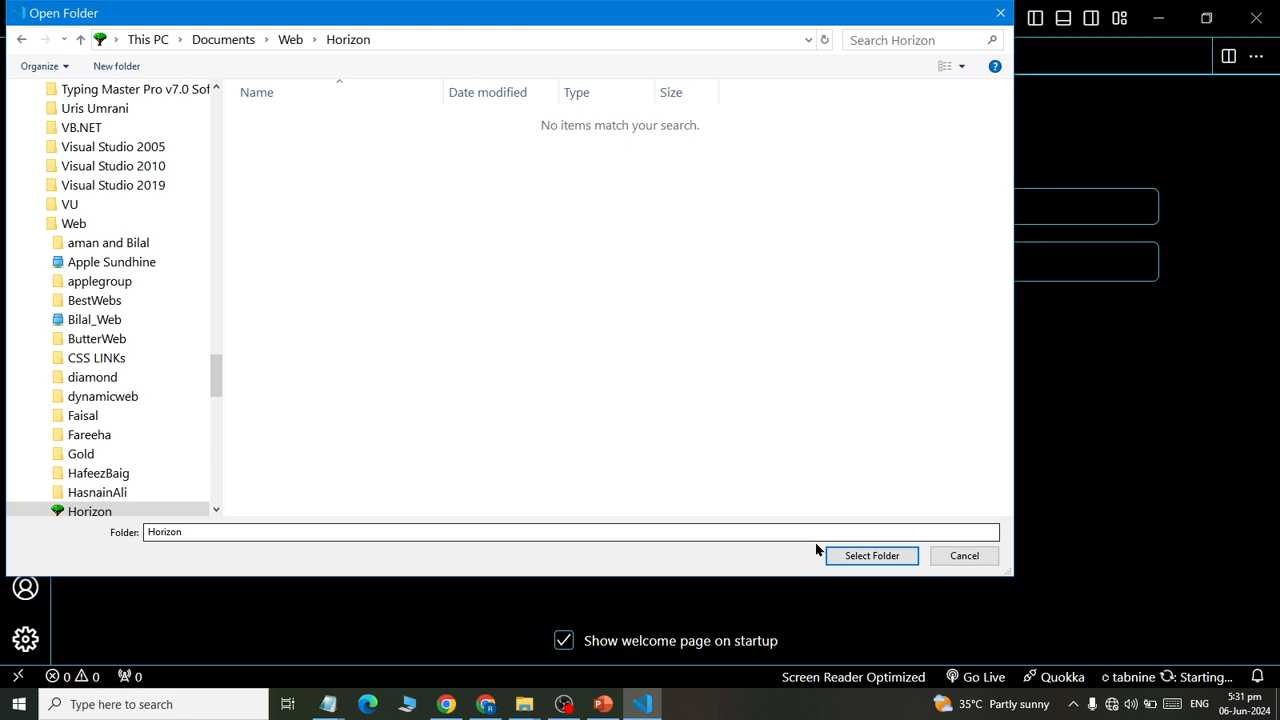 Open Folder
This PC > Documents > Web > Horizon
Search Horizon
Organize
New folder
Name
Date modified
Type
Size
No items match your search.
Typing Master Pro v7.0 Sof
Uris Umrani
VB.NET
Visual Studio 2005
Visual Studio 2010
Visual Studio 2019
VU
Web
aman and Bilal
Apple Sundhine
applegroup
BestWebs
Bilal_Web
ButterWeb
CSS LINKs
diamond
dynamicweb
Faisal
Fareeha
Gold
HafeezBaig
HasnainAli
Horizon
Folder: Horizon
Select Folder
Cancel
Show welcome page on startup
0 0 0
Screen Reader Optimized
Go Live
Quokka
tabnine
Starting...
Type here to search
35°C Partly sunny
ENG
5:31 pm
06-Jun-2024